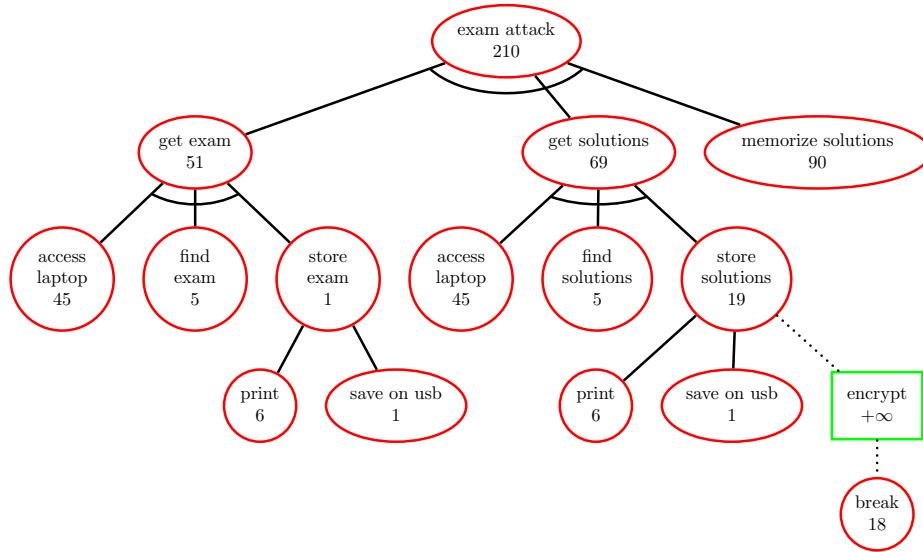 exam attack
210
get exam
51
get solutions
69
memorize solutions
90
access
laptop
45
find
exam
5
store
exam
1
access
laptop
45
find
solutions
5
store
solutions
19
print
6
save on usb
1
print
6
save on usb
1
encrypt
+∞
break
18